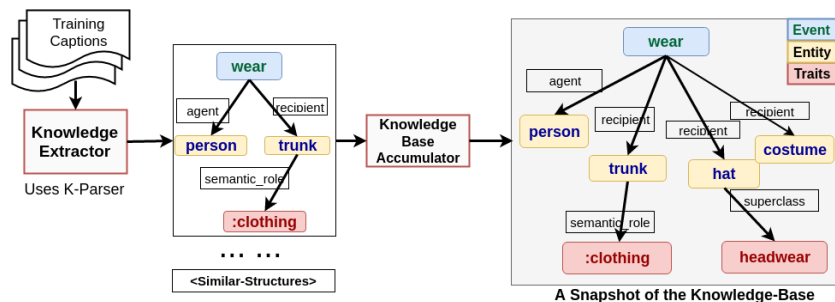 Training
Captions
Knowledge
Extractor
Uses K-Parser
wear
agent
recipient
person
trunk
semantic_role
:clothing
... ...
<Similar-Structures>
Knowledge
Base
Accumulator
wear
Event
Entity
Traits
agent
recipient
recipient
recipient
person
costume
trunk
hat
semantic_role
superclass
:clothing
headwear
A Snapshot of the Knowledge-Base